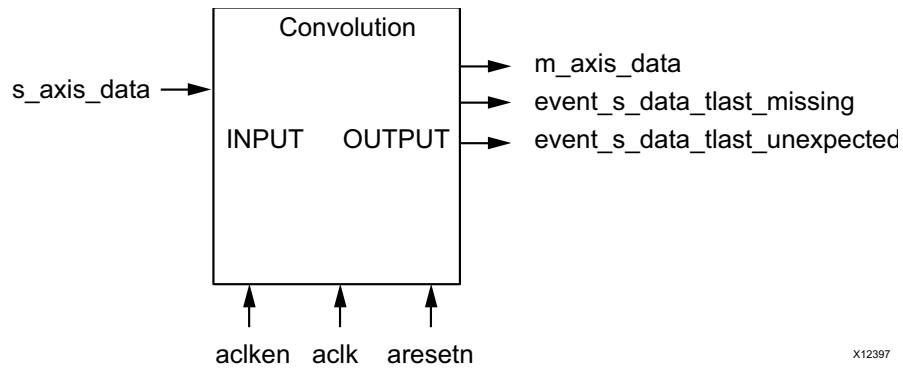 Convolution
s_axis_data
m_axis_data
event_s_data_tlast_missing
INPUT OUTPUT
event_s_data_tlast_unexpected
aclken aclk aresetn
X12397